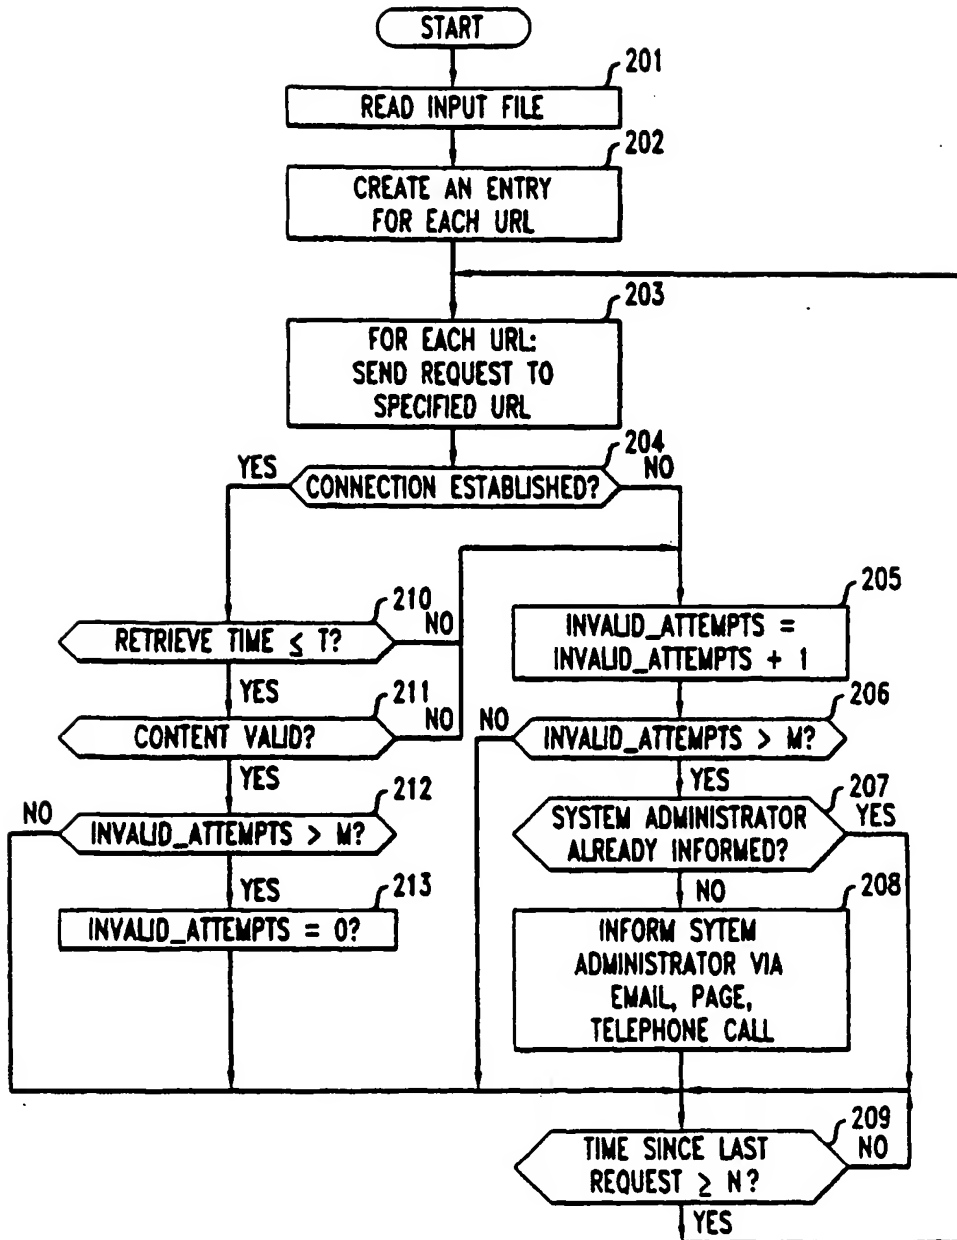 START
201
READ INPUT FILE
202
CREATE AN ENTRY
FOR EACH URL
203
FOR EACH URL:
SEND REQUEST TO
SPECIFIED URL
204
YES
CONNECTION ESTABLISHED?
NO
210
RETRIEVE TIME ≤ T?
NO
YES
211
CONTENT VALID?
NO
YES
212
NO
INVALID_ATTEMPTS > M?
YES
213
INVALID_ATTEMPTS = 0?
205
INVALID_ATTEMPTS =
INVALID_ATTEMPTS + 1
206
NO
INVALID_ATTEMPTS > M?
YES
207
SYSTEM ADMINISTRATOR
ALREADY INFORMED?
YES
NO
208
INFORM SYTEM
ADMINISTRATOR VIA
EMAIL, PAGE,
TELEPHONE CALL
209
TIME SINCE LAST
REQUEST ≥ N?
NO
YES